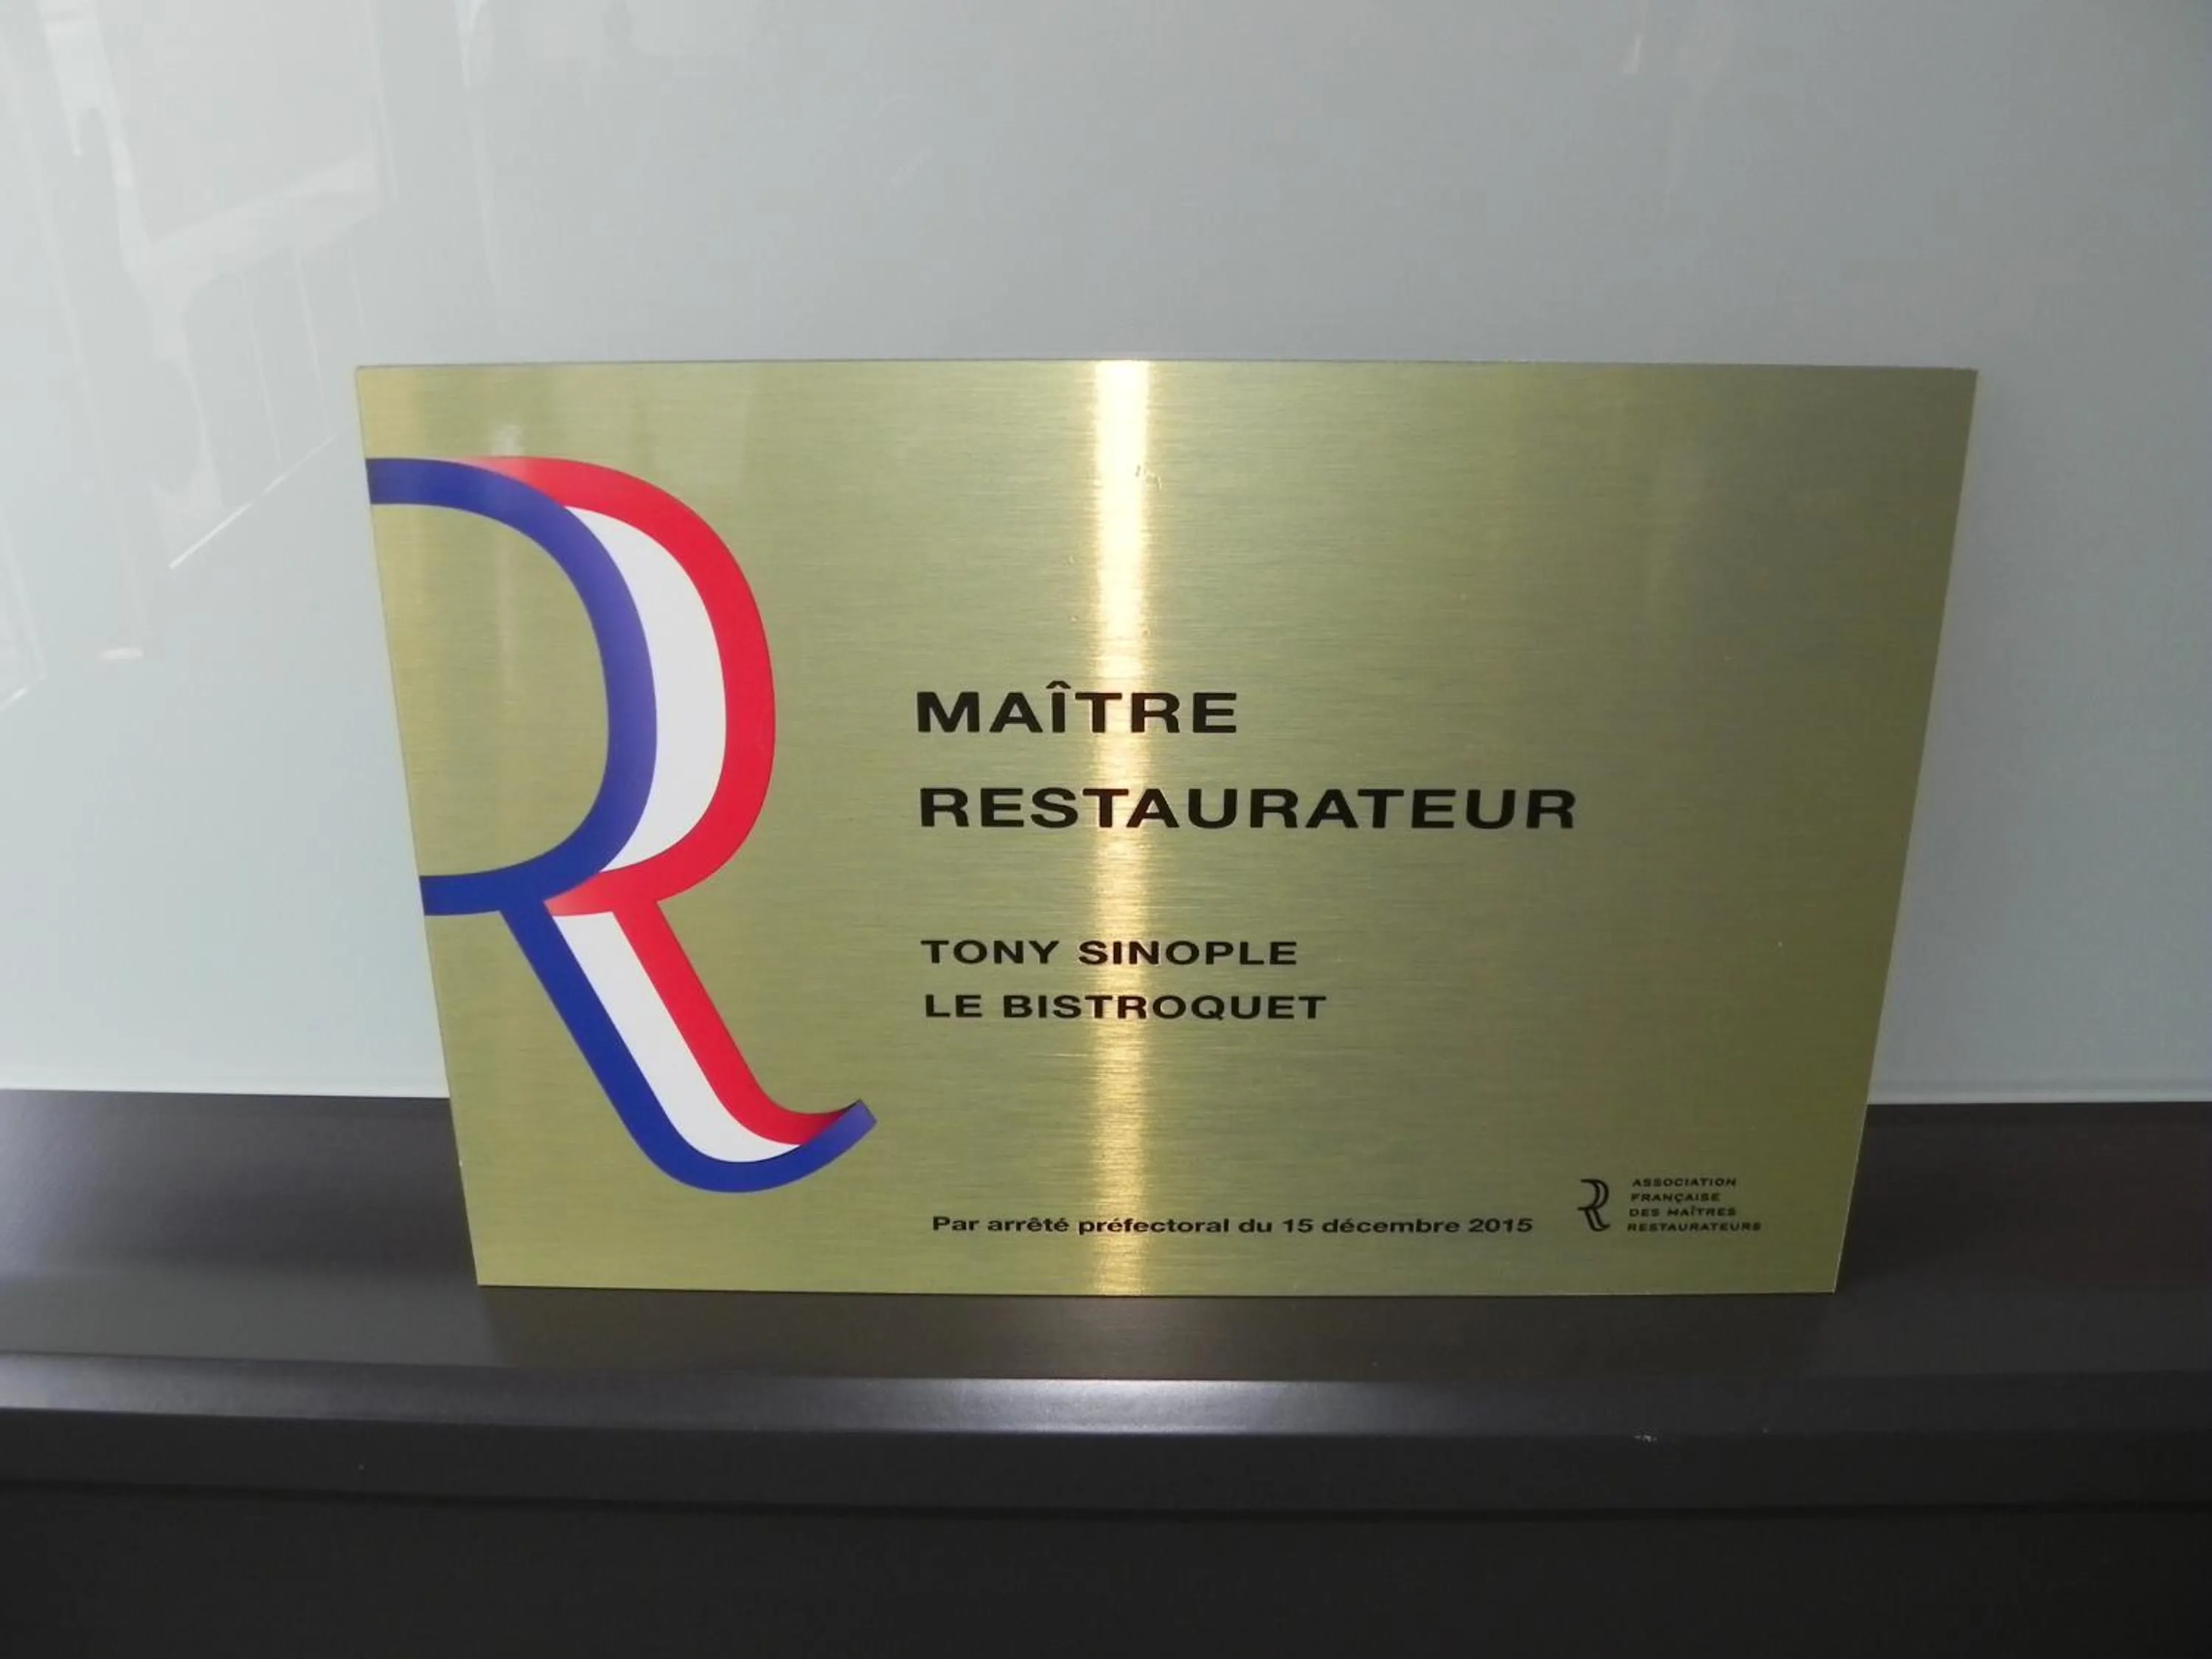 MAÎTRE
RESTAURATEUR
TONY SINOPLE
LE BISTROQUET
Par arrêté préfectoral du 15 décembre 2015
ASSOCIATION
FRANÇAISE
DES MAÎTRES
RESTAURATEURS